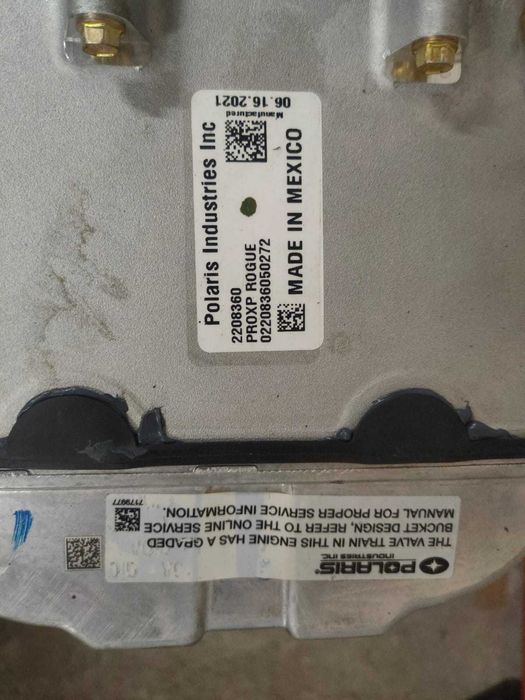 Polaris Industries Inc
2208360
PROXP ROGUE
0220836050272
MADE IN MEXICO
Manufactured
06.16.2021
POLARIS®
INDUSTRIES INC.
THE VALVE TRAIN IN THIS ENGINE HAS A GRADED
BUCKET DESIGN, REFER TO THE ONLINE SERVICE
MANUAL FOR PROPER SERVICE INFORMATION.
7179977